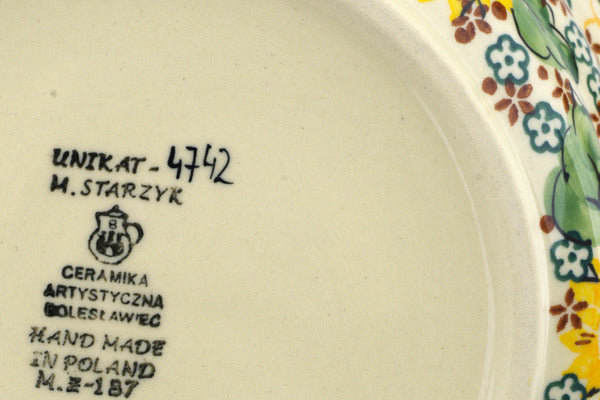 UNIKAT - 4742
M. STARZYK
B
CERAMIKA
ARTYSTYCZNA
BOLESŁAWIEC
HAND MADE
IN POLAND
M.Z-187